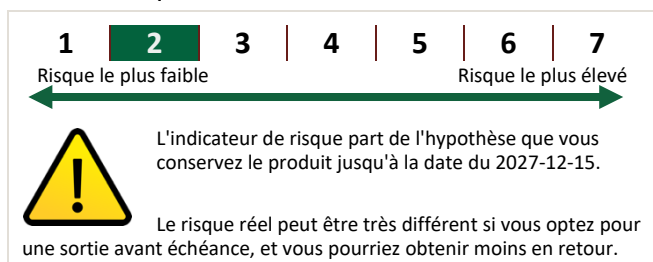 1 2 3 4 5 6 7
Risque le plus faible Risque le plus élevé
L'indicateur de risque part de l'hypothèse que vous
conservez le produit jusqu'à la date du 2027-12-15.
Le risque réel peut être très différent si vous optez pour
une sortie avant échéance, et vous pourriez obtenir moins en retour.